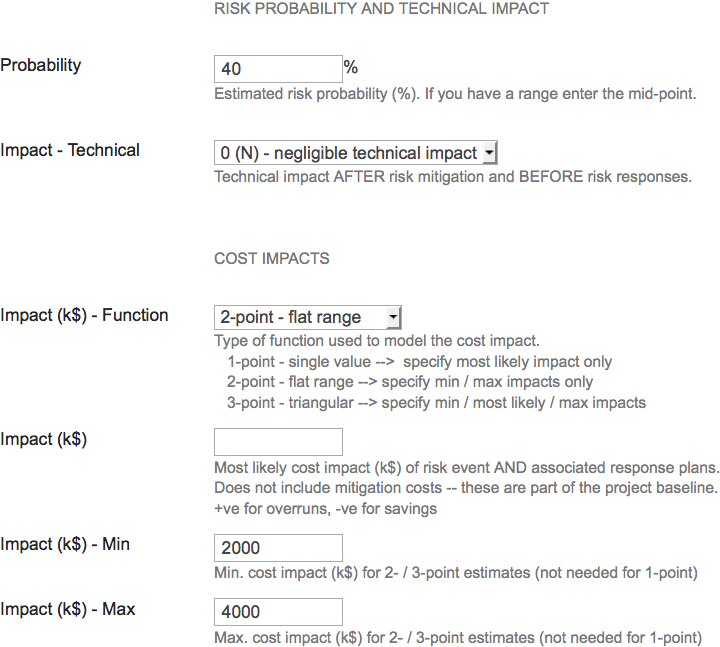 RISK PROBABILITY AND TECHNICAL IMPACT
Probability
40 %
Estimated risk probability (%). If you have a range enter the mid-point.
Impact - Technical
0 (N) - negligible technical impact
Technical impact AFTER risk mitigation and BEFORE risk responses.
COST IMPACTS
Impact (k$) - Function
2-point - flat range
Type of function used to model the cost impact.
1-point - single value --> specify most likely impact only
2-point - flat range --> specify min / max impacts only
3-point - triangular --> specify min / most likely / max impacts
Impact (k$)
Most likely cost impact (k$) of risk event AND associated response plans.
Does not include mitigation costs -- these are part of the project baseline.
+ve for overruns, -ve for savings
Impact (k$) - Min
2000
Min. cost impact (k$) for 2- / 3-point estimates (not needed for 1-point)
Impact (k$) - Max
4000
Max. cost impact (k$) for 2- / 3-point estimates (not needed for 1-point)